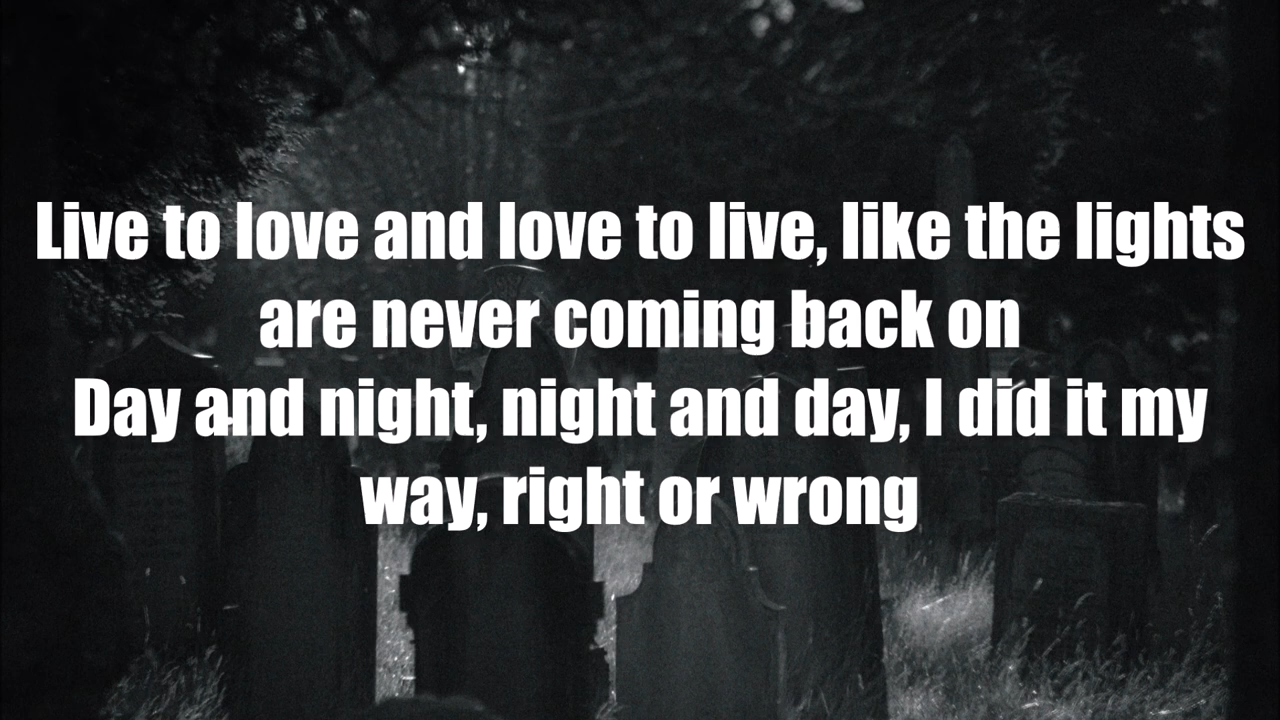 Live to love and love to live, like the lights
are never coming back on
Day and night, night and day, I did it my
way, right or wrong